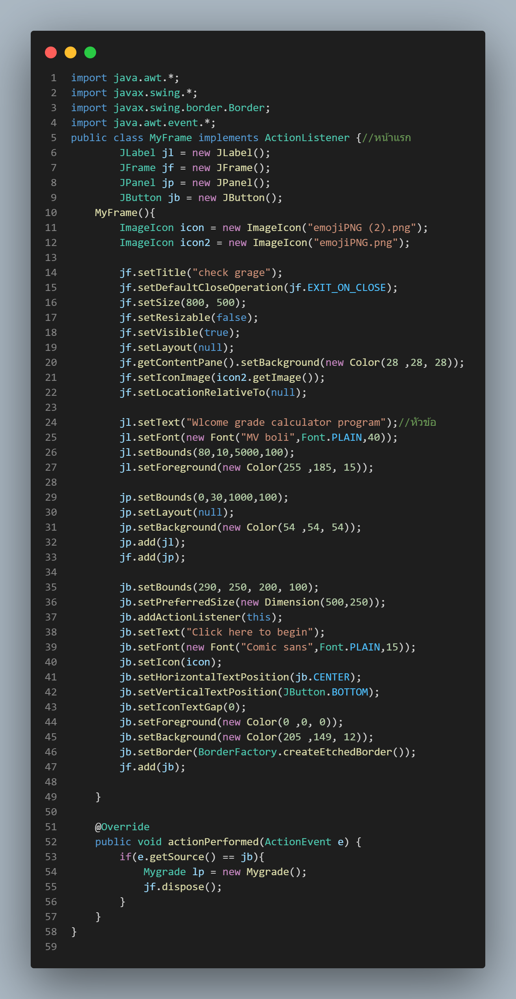 1 import java.awt.*;
2 import javax.swing.*;
3 import javax.swing.border.Border;
4 import java.awt.event.*;
5 public class MyFrame implements ActionListener {//หน้าแรก
6         JLabel jl = new JLabel();
7         JFrame jf = new JFrame();
8         JPanel jp = new JPanel();
9         JButton jb = new JButton();
10     MyFrame(){
11         ImageIcon icon = new ImageIcon("emojiPNG (2).png");
12         ImageIcon icon2 = new ImageIcon("emojiPNG.png");
13
14         jf.setTitle("check grage");
15         jf.setDefaultCloseOperation(jf.EXIT_ON_CLOSE);
16         jf.setSize(800, 500);
17         jf.setResizable(false);
18         jf.setVisible(true);
19         jf.setLayout(null);
20         jf.getContentPane().setBackground(new Color(28 ,28, 28));
21         jf.setIconImage(icon2.getImage());
22         jf.setLocationRelativeTo(null);
23
24         jl.setText("Wlcome grade calculator program");//หัวข้อ
25         jl.setFont(new Font("MV boli",Font.PLAIN,40));
26         jl.setBounds(80,10,5000,100);
27         jl.setForeground(new Color(255 ,185, 15));
28
29         jp.setBounds(0,30,1000,100);
30         jp.setLayout(null);
31         jp.setBackground(new Color(54 ,54, 54));
32         jp.add(jl);
33         jf.add(jp);
34
35         jb.setBounds(290, 250, 200, 100);
36         jb.setPreferredSize(new Dimension(500,250));
37         jb.addActionListener(this);
38         jb.setText("Click here to begin");
39         jb.setFont(new Font("Comic sans",Font.PLAIN,15));
40         jb.setIcon(icon);
41         jb.setHorizontalTextPosition(jb.CENTER);
42         jb.setVerticalTextPosition(JButton.BOTTOM);
43         jb.setIconTextGap(0);
44         jb.setForeground(new Color(0 ,0, 0));
45         jb.setBackground(new Color(205 ,149, 12));
46         jb.setBorder(BorderFactory.createEtchedBorder());
47         jf.add(jb);
48
49     }
50
51     @Override
52     public void actionPerformed(ActionEvent e) {
53         if(e.getSource() == jb){
54             Mygrade lp = new Mygrade();
55             jf.dispose();
56         }
57     }
58 }
59